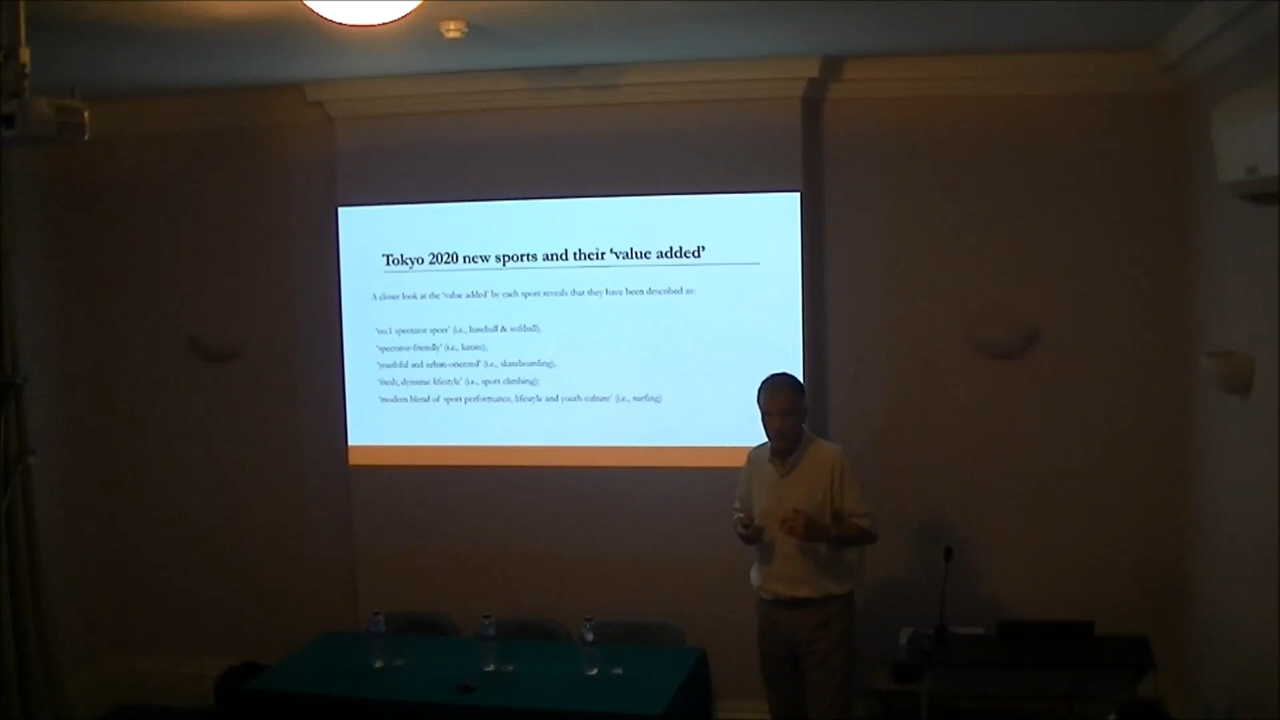 Tokyo 2020 new sports and their ‘value added’
A closer look at the ‘value added’ by each sport reveals that they have been described as:
‘no.1 spectator sport’ (i.e., baseball & softball),
‘spectator-friendly’ (i.e., karate),
‘youthful and urban-oriented’ (i.e., skateboarding),
‘fresh, dynamic lifestyle’ (i.e., sport climbing);
‘modern blend of sport performance, lifestyle and youth culture’ (i.e., surfing)